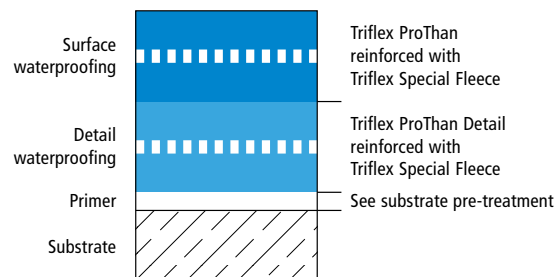 Surface
waterproofing
Triflex ProThan
reinforced with
Triflex Special Fleece
Detail
waterproofing
Triflex ProThan Detail
reinforced with
Triflex Special Fleece
Primer
See substrate pre-treatment
Substrate